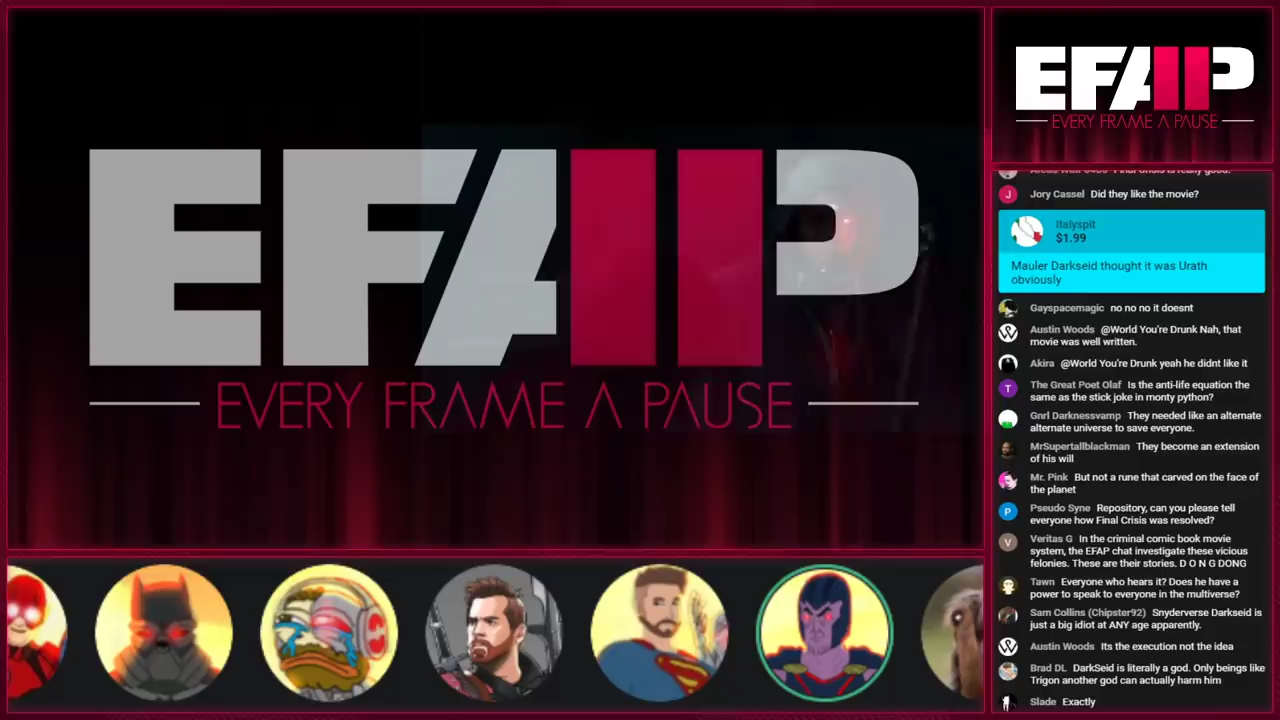 EFAP
EVERY FRAME A PAUSE
EFAP
EVERY FRAME A PAUSE
Final Crisis is really good.
J
Jory Cassel Did they like the movie?
Italyspit
$1.99
Mauler Darkseid thought it was Urath
obviously
Gayspacemagic no no no it doesnt
Austin Woods @World You're Drunk Nah, that
movie was well written.
Akira @World You're Drunk yeah he didnt like it
T
The Great Poet Olaf Is the anti-life equation the
same as the stick joke in monty python?
Gnrl Darknessvamp They needed like an alternate
alternate universe to save everyone.
MrSupertallblackman They become an extension
of his will
Mr. Pink But not a rune that carved on the face of
the planet
P
Pseudo Syne Repository, can you please tell
everyone how Final Crisis was resolved?
V
Veritas G In the criminal comic book movie
system, the EFAP chat investigate these vicious
felonies. These are their stories. D O N G DONG
Tawn Everyone who hears it? Does he have a
power to speak to everyone in the multiverse?
Sam Collins (Chipster92) Snyderverse Darkseid is
just a big idiot at ANY age apparently.
Austin Woods Its the execution not the idea
Brad DL DarkSeid is literally a god. Only beings like
Trigon another god can actually harm him
Slade Exactly